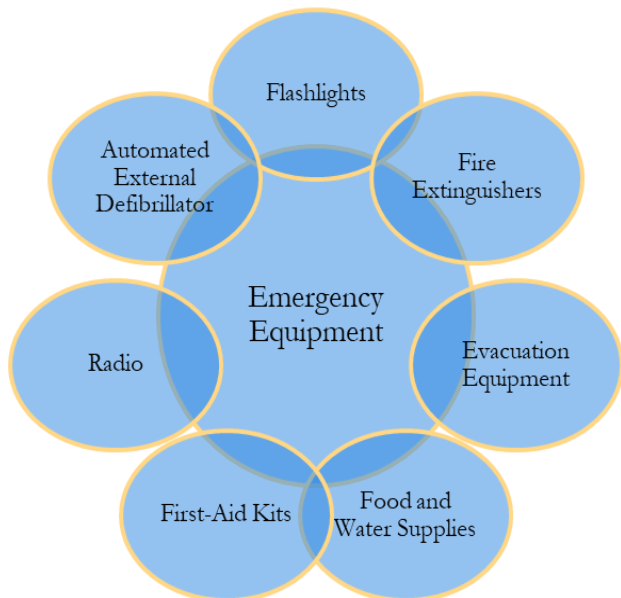 Flashlights
Automated
External
Defibrillator
Fire
Extinguishers
Emergency
Equipment
Radio
Evacuation
Equipment
First-Aid Kits
Food and
Water Supplies